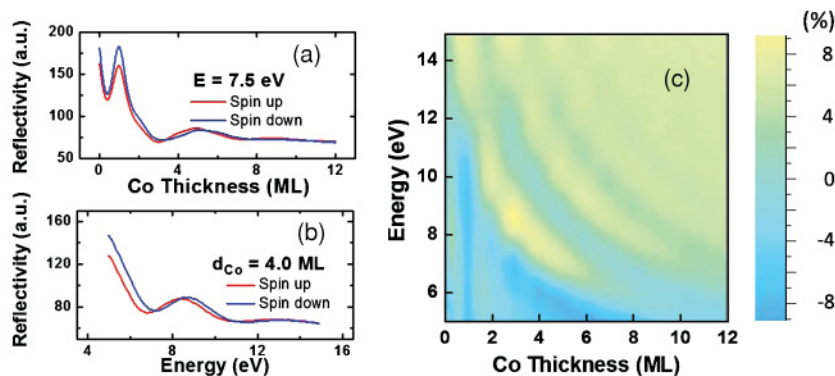 (a)
Reflectivity (a.u.)
200
150
100
50
E = 7.5 eV
Spin up
Spin down
0 4 8 12
Co Thickness (ML)
(b)
Reflectivity (a.u.)
160
120
80
d_Co = 4.0 ML
Spin up
Spin down
4 8 12 16
Energy (eV)
(c)
Energy (eV)
14
12
10
8
6
0 2 4 6 8 10 12
Co Thickness (ML)
(%)
8
4
0
-4
-8